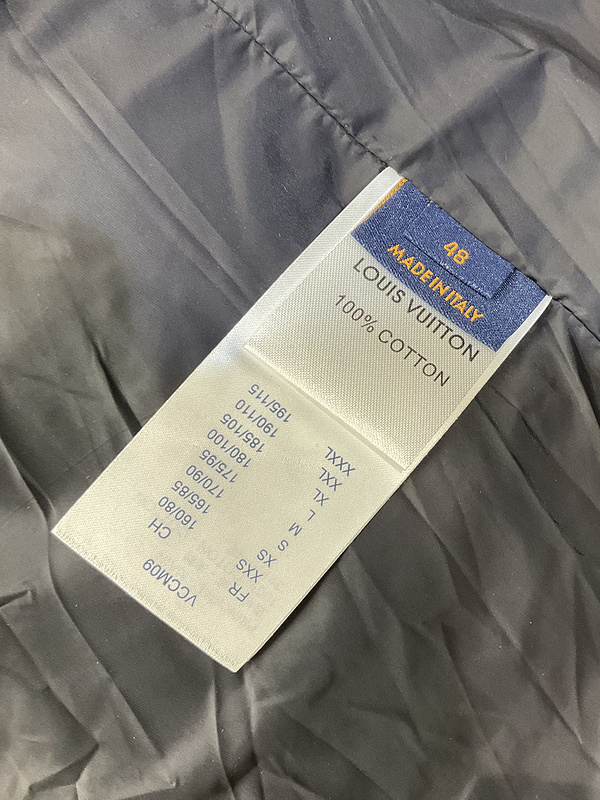 48
MADE IN ITALY
LOUIS VUITTON
100% COTTON
VCCM09
FR CH
XXS 160/80
XS 165/85
S 170/90
M 175/95
L 180/100
XL 185/105
XXL 190/110
XXXL 195/115